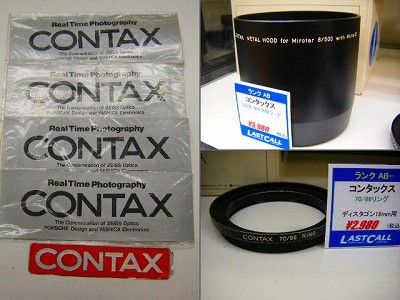 Real Time Photography
CONTAX
The Concentration of ZEISS Optics
PORSCHE Design and YASHICA Electronics
Real Time Photography
CONTAX
The Concentration of ZEISS Optics
PORSCHE Design and YASHICA Electronics
Real Time Photography
CONTAX
The Concentration of ZEISS Optics
PORSCHE Design and YASHICA Electronics
Real Time Photography
CONTAX
The Concentration of ZEISS Optics
PORSCHE Design and YASHICA Electronics
CONTAX
METAL HOOD for Mirotar 8/500 with
ランク AB
コンタックス
¥3,980
LASTCALL
CONTAX 70/86 RING
ランク AB-
コンタックス
70/86リング
ディスタゴン18mm用
¥2,980
LASTCALL